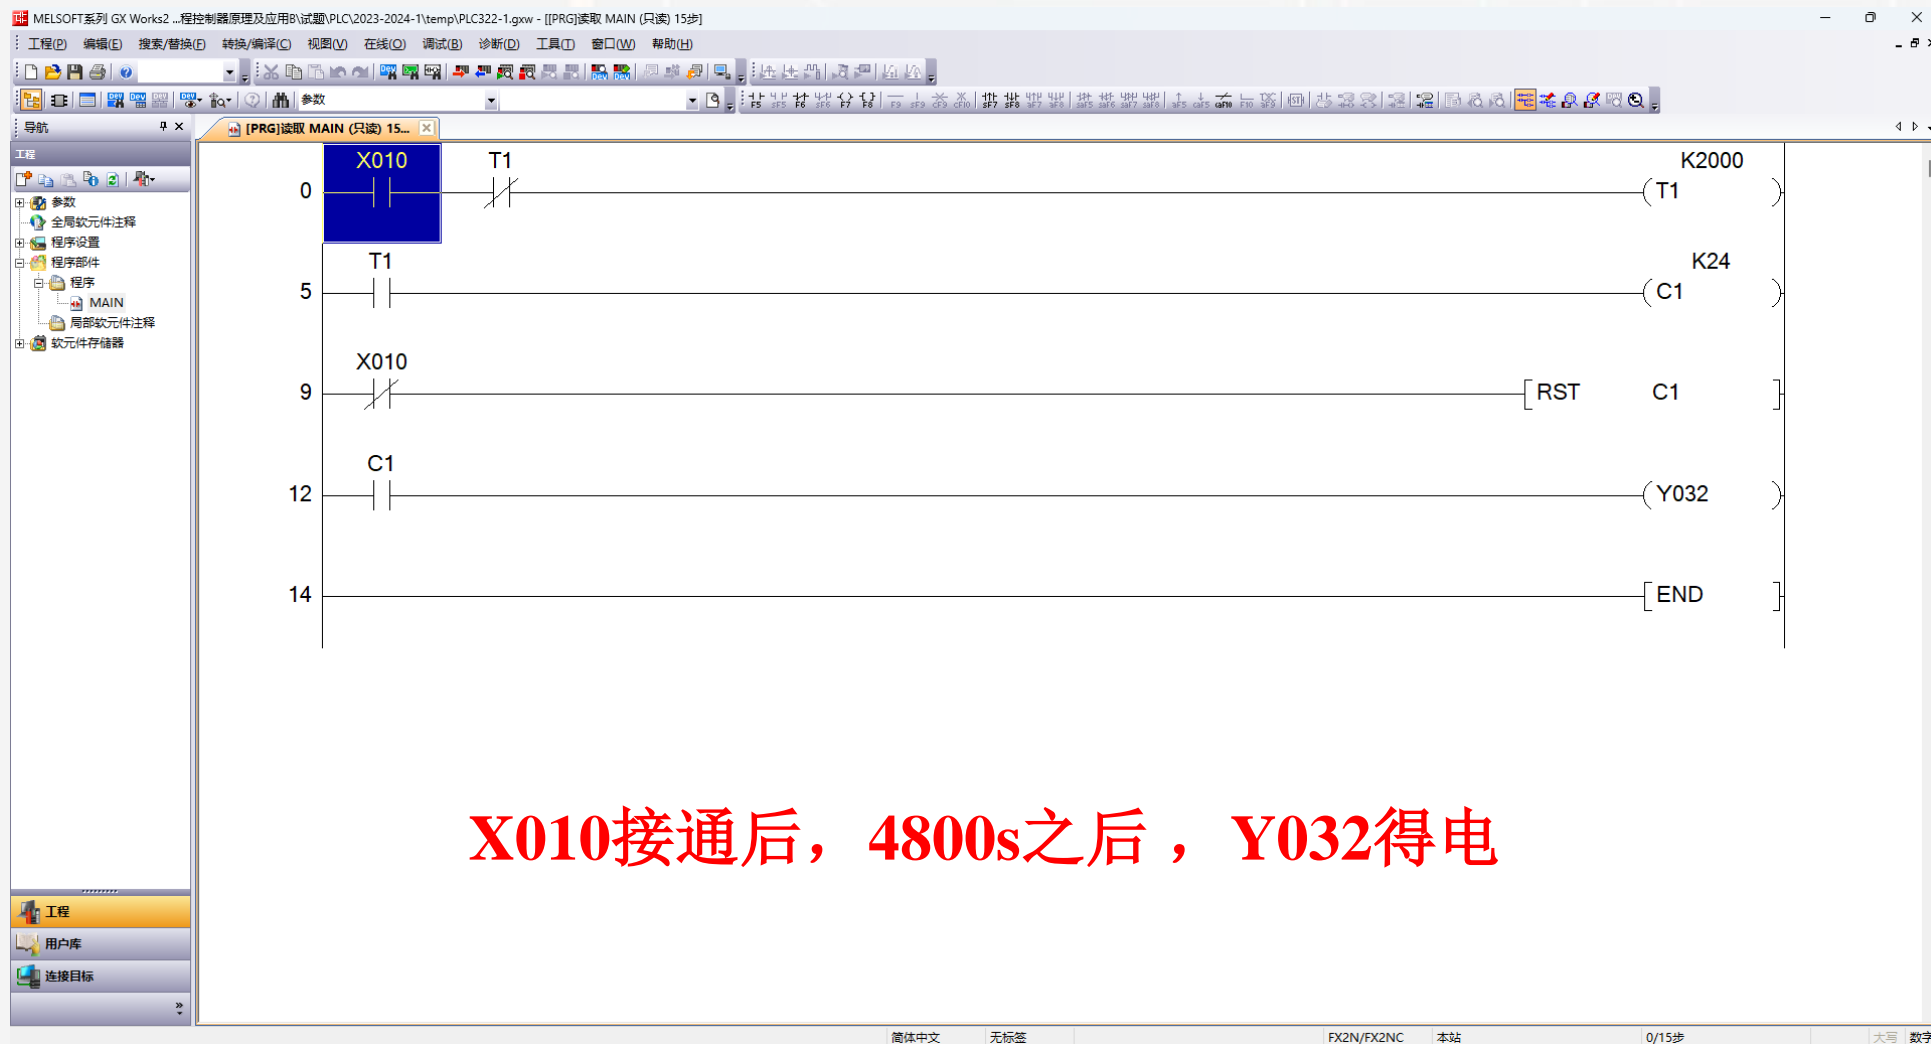 MELSOFT系列 GX Works2 ...程控制器原理及应用B\试题\PLC\2023-2024-1\temp\PLC322-1.gxw - [[PRG]读取 MAIN (只读) 15步]
工程(P) 编辑(E) 搜索/替换(F) 转换/编译(C) 视图(V) 在线(O) 调试(B) 诊断(D) 工具(T) 窗口(W) 帮助(H)
参数
导航
[PRG]读取 MAIN (只读) 15...
工程
参数
全局软元件注释
程序设置
程序部件
程序
MAIN
局部软元件注释
软元件存储器
X010 T1 K2000
0 T1
T1 K24
5 C1
X010
9 RST C1
C1
12 Y032
14 END
X010接通后，4800s之后，Y032得电
工程
用户库
连接目标
简体中文 无标签 FX2N/FX2NC 本站 0/15步 大写 数字